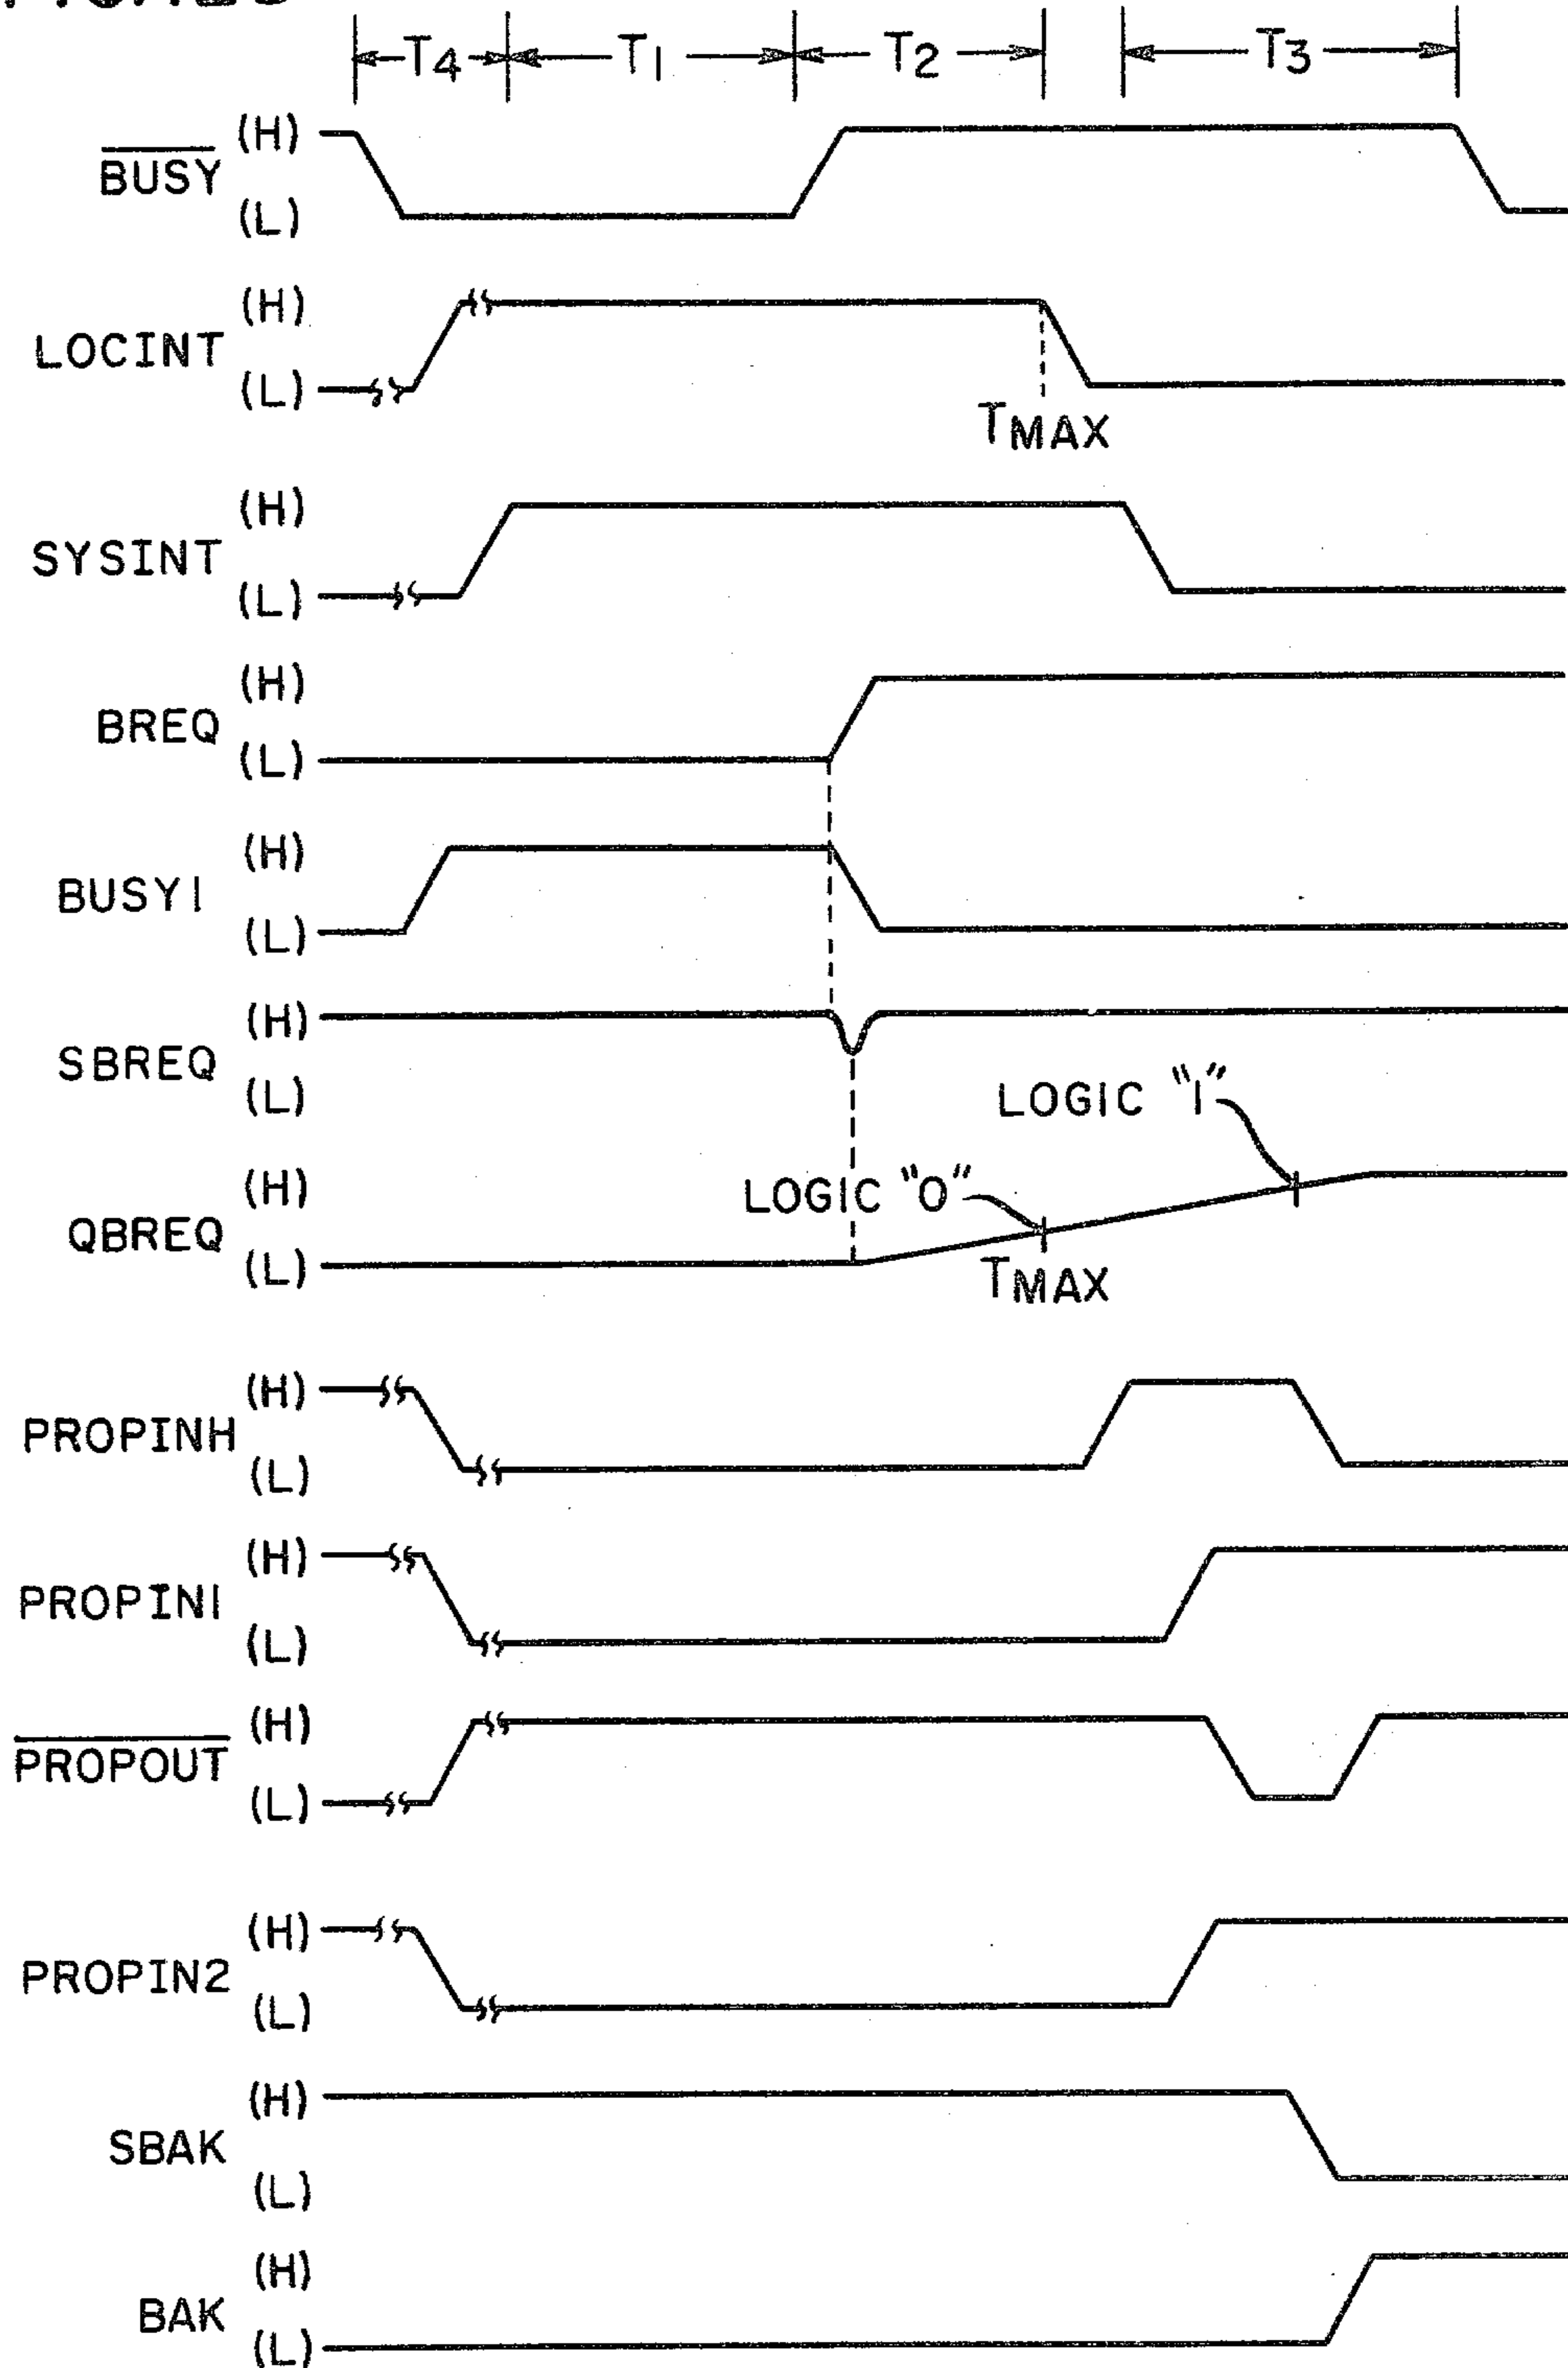 T4 T1 T2 T3
BUSY (H)
(L)
LOCINT (H)
(L)
TMAX
SYSINT (H)
(L)
BREQ (H)
(L)
BUSY1 (H)
(L)
SBREQ (H)
(L)
LOGIC "1"
LOGIC "0"
QBREQ (H)
(L)
TMAX
PROPINH (H)
(L)
PROPIN1 (H)
(L)
PROPOUT (H)
(L)
PROPIN2 (H)
(L)
SBAK (H)
(L)
BAK (H)
(L)